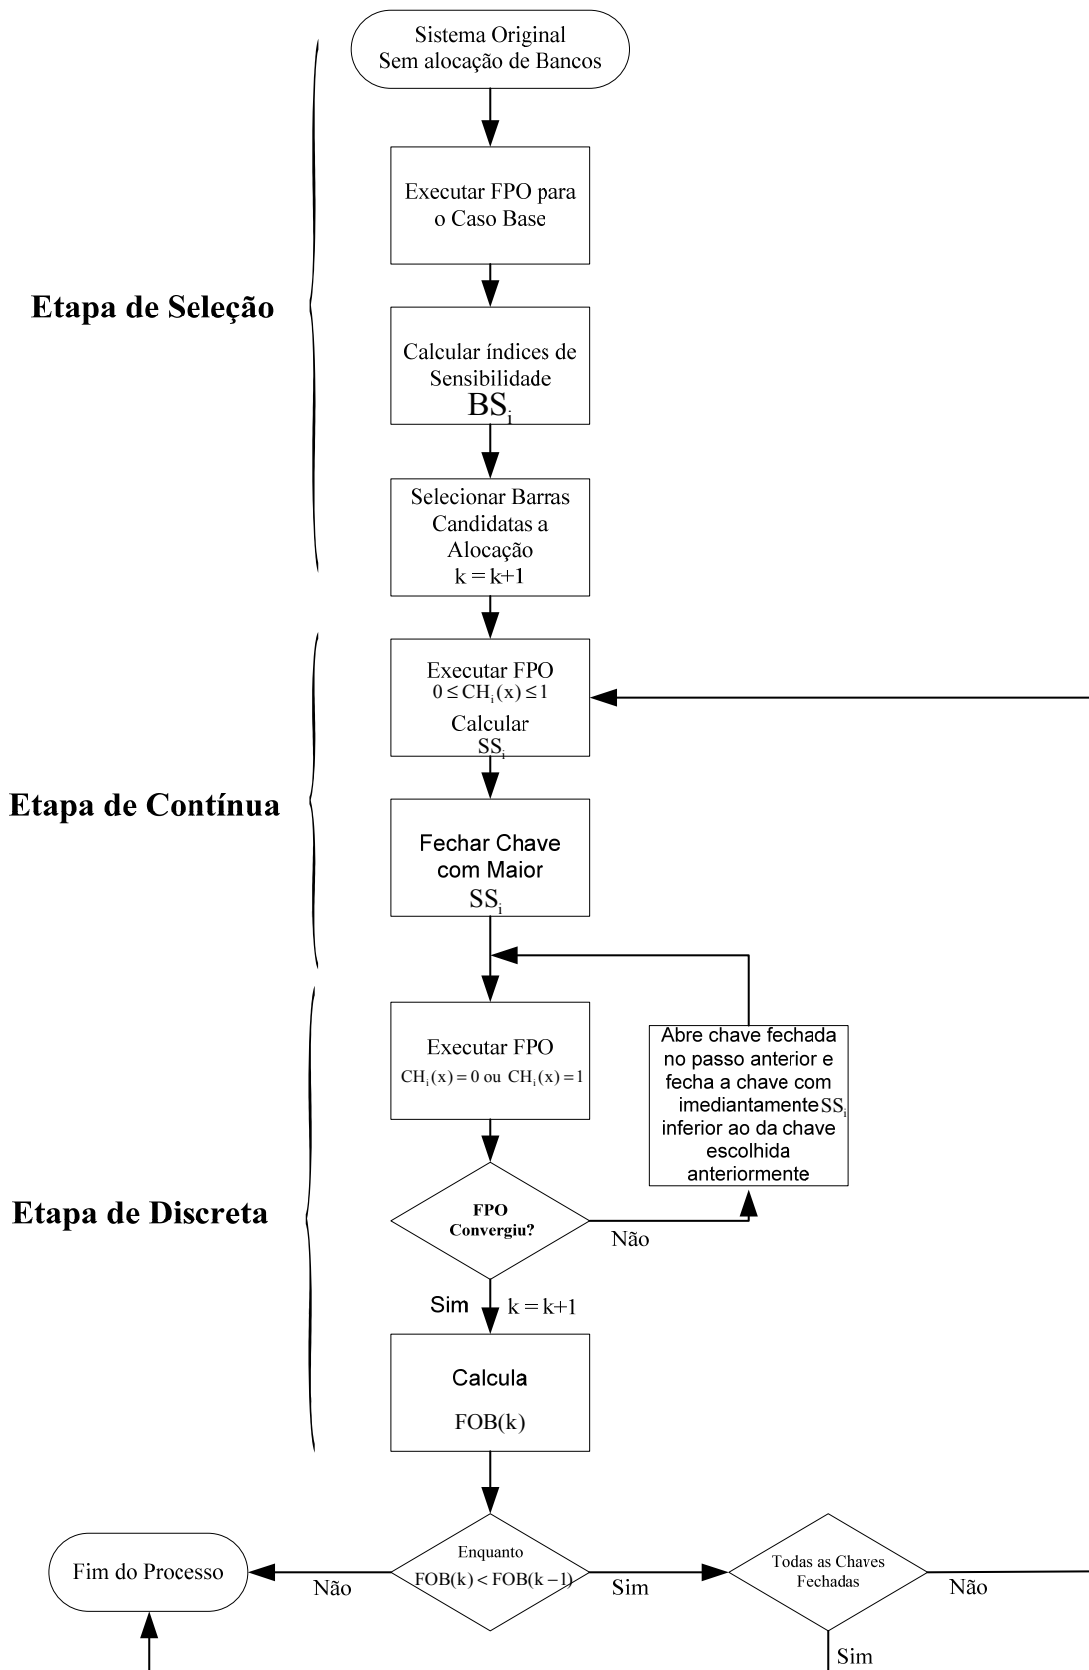 Sistema Original
Sem alocação de Bancos
Executar FPO para
o Caso Base
Etapa de Seleção
Calcular índices de
Sensibilidade
BSi
Selecionar Barras
Candidatas a
Alocação
k = k+1
Executar FPO
0 ≤ CHi(x) ≤ 1
Calcular
SSi
Etapa de Contínua
Fechar Chave
com Maior
SSi
Executar FPO
CHi(x) = 0 ou CHi(x) = 1
Abre chave fechada
no passo anterior e
fecha a chave com
imediantamente SSi
inferior ao da chave
escolhida
anteriormente
Etapa de Discreta
FPO
Convergiu?
Não
Sim k = k+1
Calcula
FOB(k)
Fim do Processo
Não
Enquanto
FOB(k) < FOB(k − 1)
Sim
Todas as Chaves
Fechadas
Não
Sim